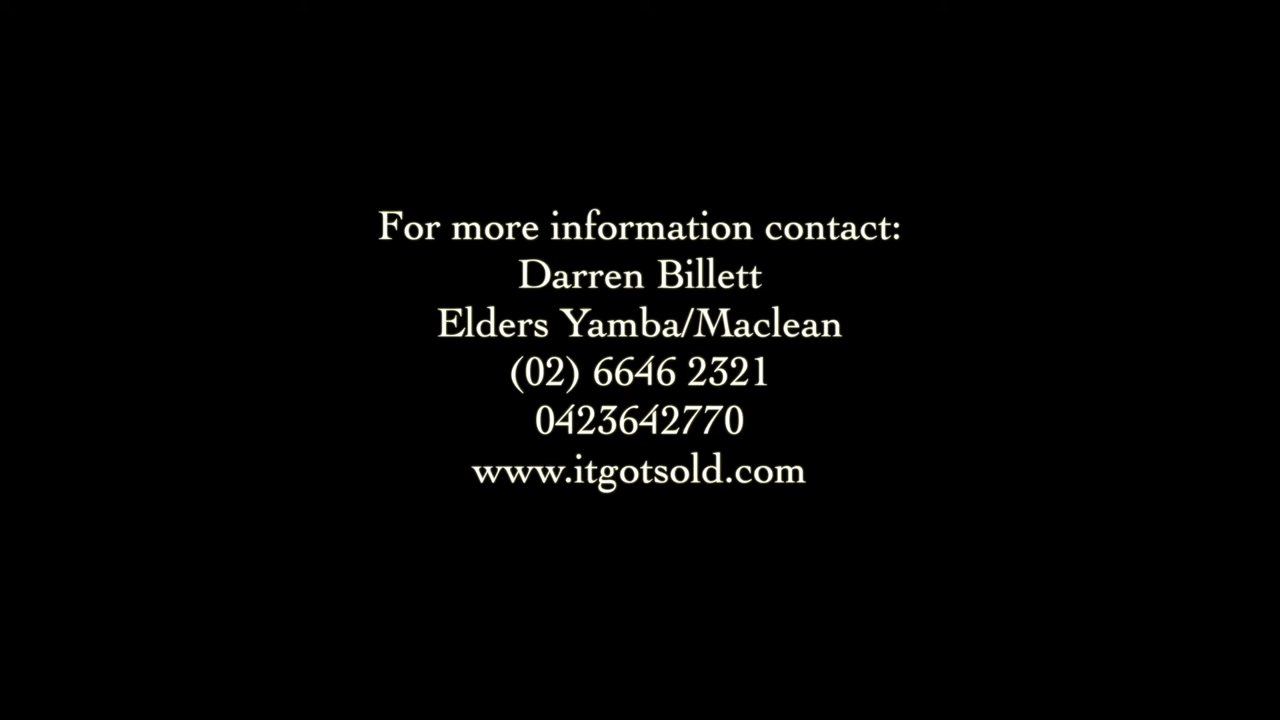 For more information contact:
Darren Billett
Elders Yamba/Maclean
(02) 6646 2321
0423642770
www.itgotsold.com